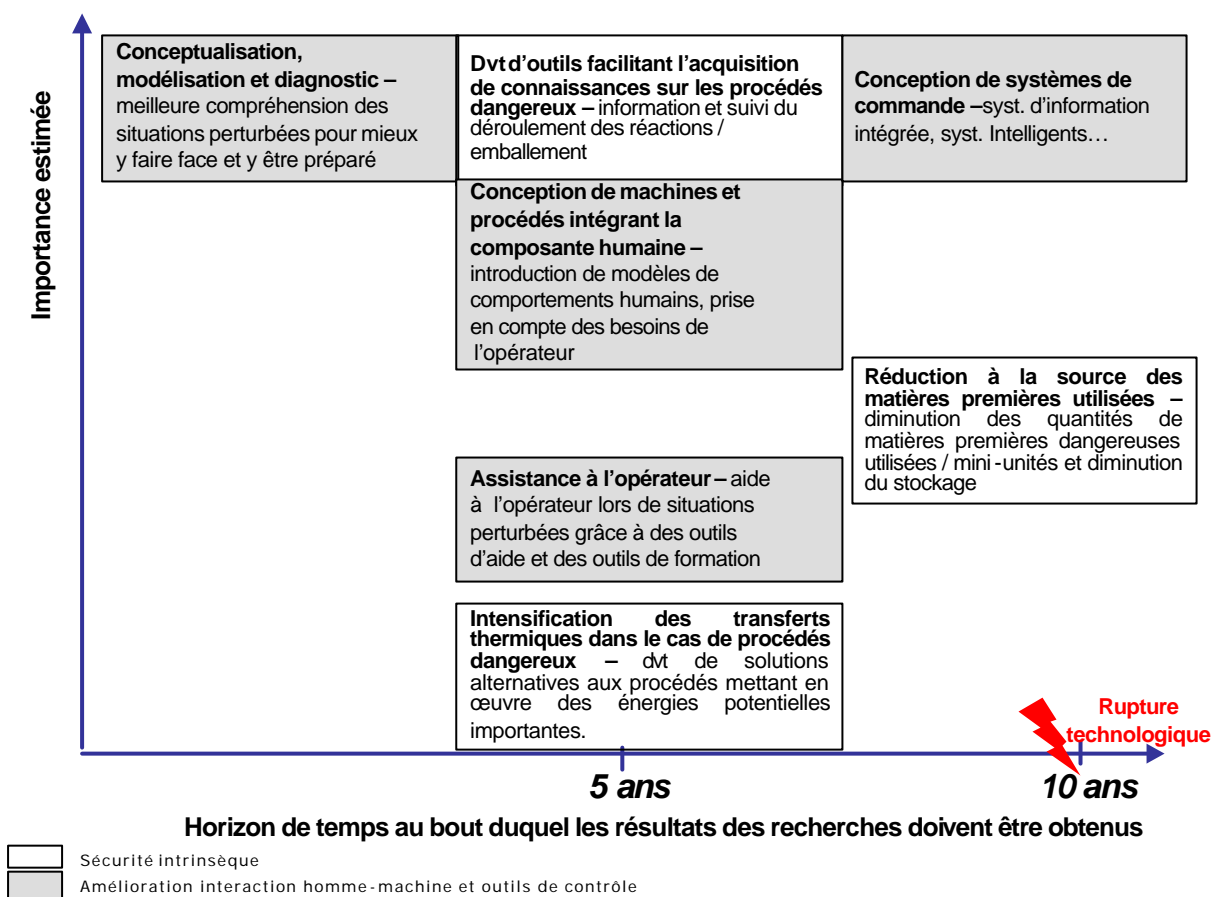 Importance estimée
Conceptualisation,
modélisation et diagnostic –
meilleure compréhension des
situations perturbées pour mieux
y faire face et y être préparé
Dvt d'outils facilitant l'acquisition
de connaissances sur les procédés
dangereux – information et suivi du
déroulement des réactions /
emballement
Conception de systèmes de
commande –syst. d'information
intégrée, syst. Intelligents…
Conception de machines et
procédés intégrant la
composante humaine –
introduction de modèles de
comportements humains, prise
en compte des besoins de
l'opérateur
Réduction à la source des
matières premières utilisées –
diminution des quantités de
matières premières dangereuses
utilisées / mini-unités et diminution
du stockage
Assistance à l'opérateur – aide
à l'opérateur lors de situations
perturbées grâce à des outils
d'aide et des outils de formation
Intensification des transferts
thermiques dans le cas de procédés
dangereux – dvt de solutions
alternatives aux procédés mettant en
œuvre des énergies potentielles
importantes.
Rupture
technologique
5 ans
10 ans
Horizon de temps au bout duquel les résultats des recherches doivent être obtenus
Sécurité intrinsèque
Amélioration interaction homme-machine et outils de contrôle